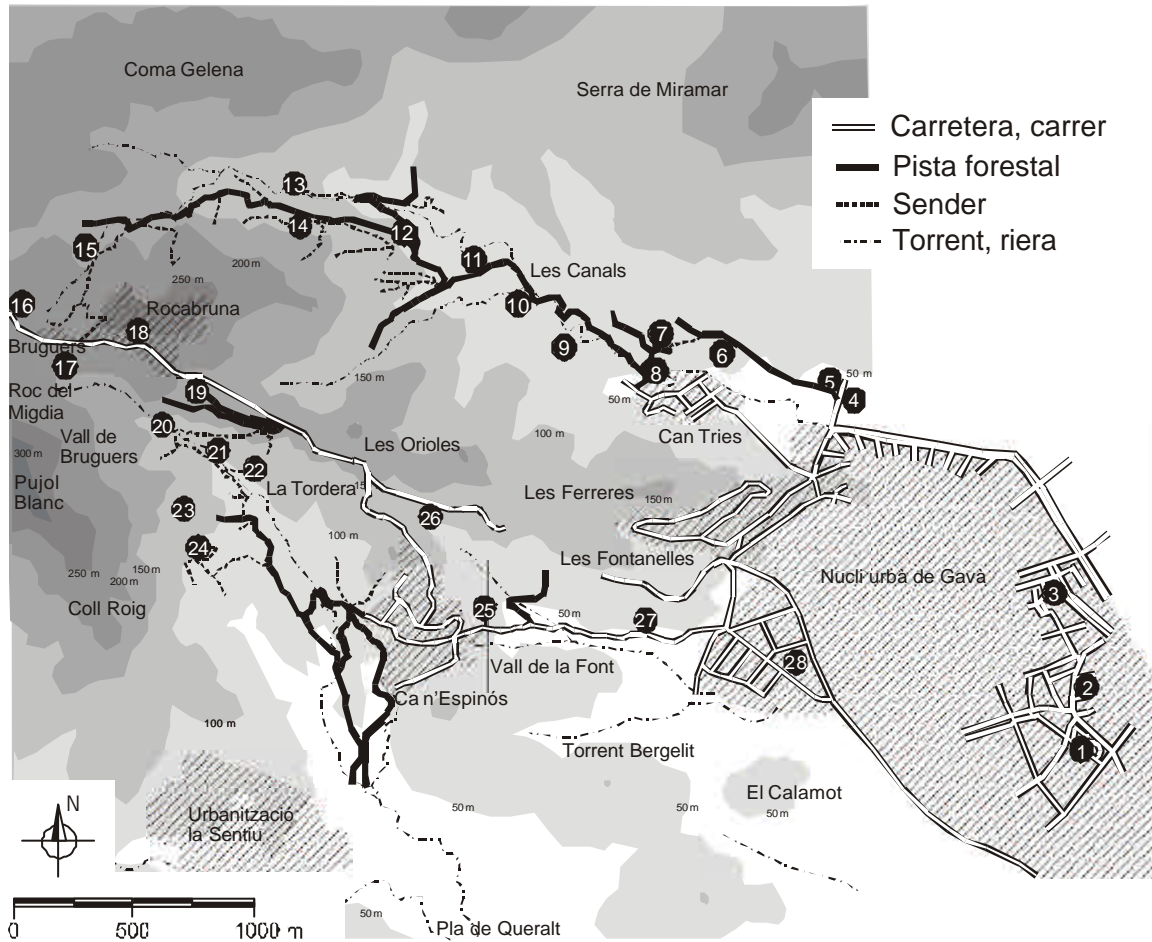 Coma Gelena
Serra de Miramar
Carretera, carrer
Pista forestal
Sender
Torrent, riera
13
14
12
15
200 m
250 m
11
Les Canals
10
16
Rocabruna
18
Bruguers
17
9
7
6
8
5
4
50 m
150 m
50 m
Roc del
Migdia
19
20
Vall de
Bruguers
21
22
Les Orioles
100 m
Can Tries
300 m
Pujol
Blanc
La Tordera
15
23
26
Les Ferreres
150 m
24
100 m
Les Fontanelles
250 m
200 m
150 m
Coll Roig
25
50 m
27
Nucli urbà de Gavà
3
28
2
1
Vall de la Font
Ca n'Espinós
100 m
Torrent Bergelit
El Calamot
50 m
50 m
50 m
N
Urbanització
la Sentiu
0
500
1000 m
50 m
Pla de Queralt